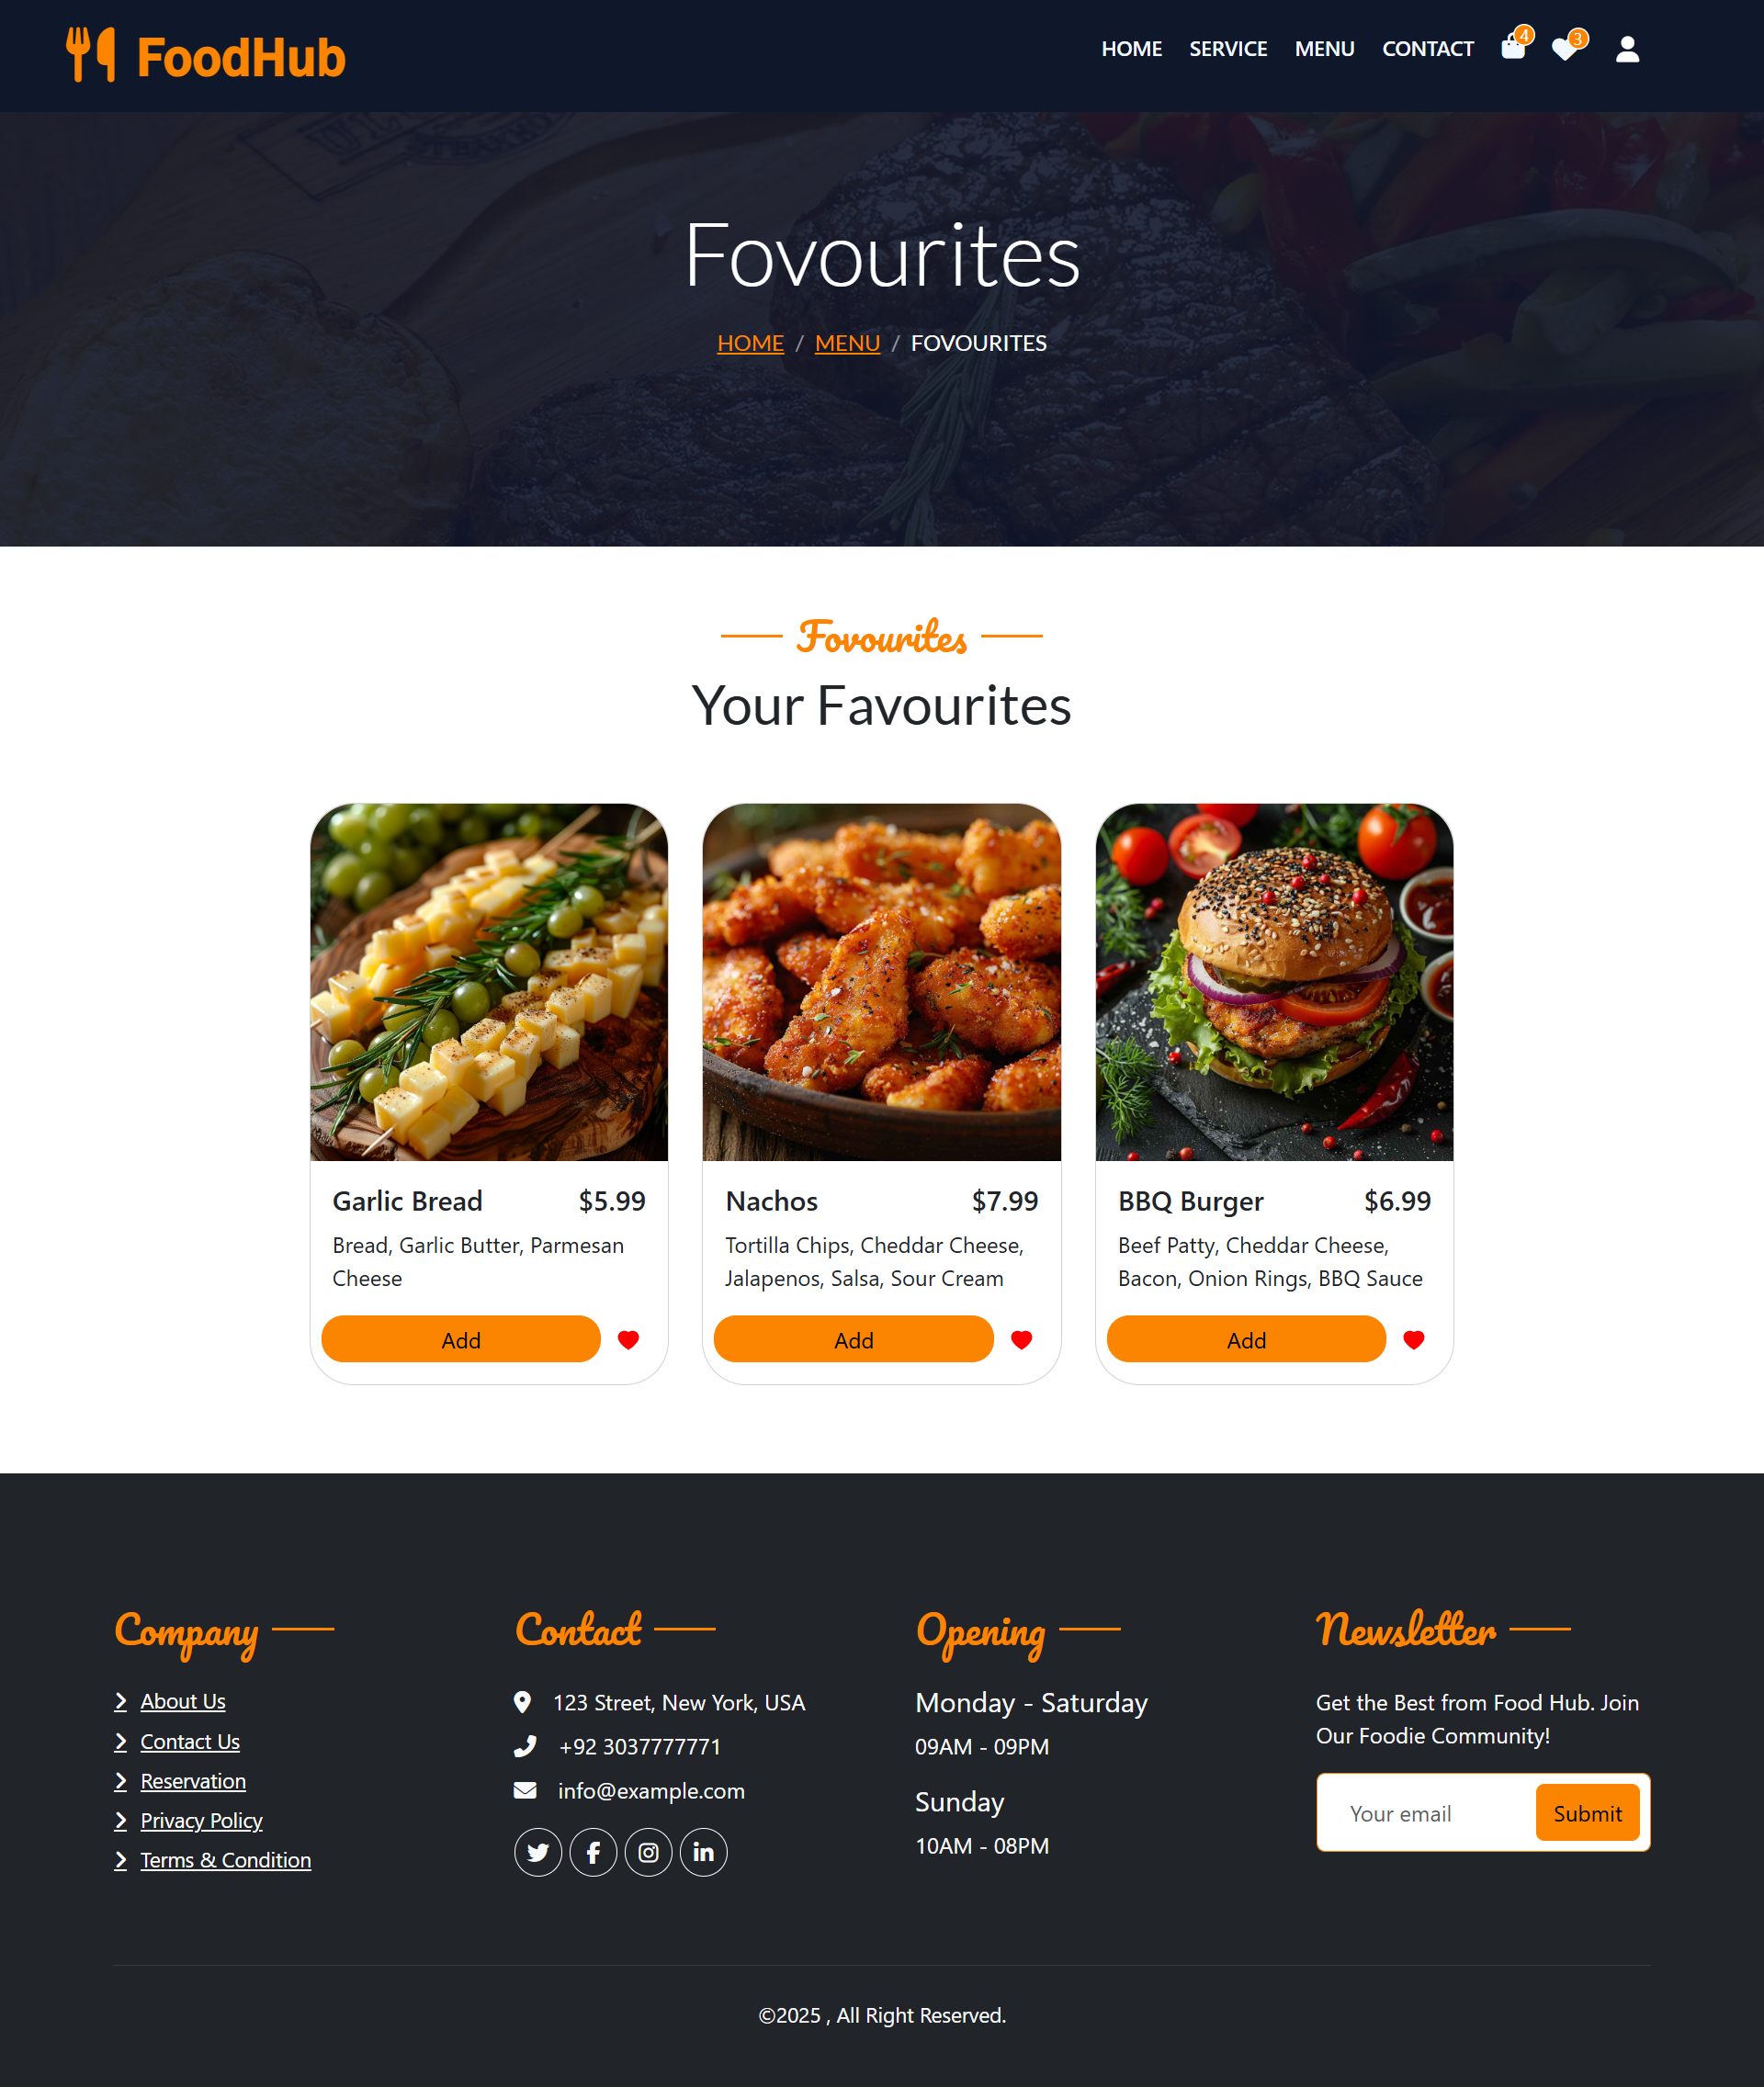 FoodHub
HOME SERVICE MENU CONTACT 4 3
Fovourites
HOME / MENU / FOVOURITES
Fovourites
Your Favourites
Garlic Bread $5.99
Bread, Garlic Butter, Parmesan
Cheese
Add
Nachos $7.99
Tortilla Chips, Cheddar Cheese,
Jalapenos, Salsa, Sour Cream
Add
BBQ Burger $6.99
Beef Patty, Cheddar Cheese,
Bacon, Onion Rings, BBQ Sauce
Add
Company
About Us
Contact Us
Reservation
Privacy Policy
Terms & Condition
Contact
123 Street, New York, USA
+92 3037777771
info@example.com
Opening
Monday - Saturday
09AM - 09PM
Sunday
10AM - 08PM
Newsletter
Get the Best from Food Hub. Join
Our Foodie Community!
Your email Submit
©2025 , All Right Reserved.